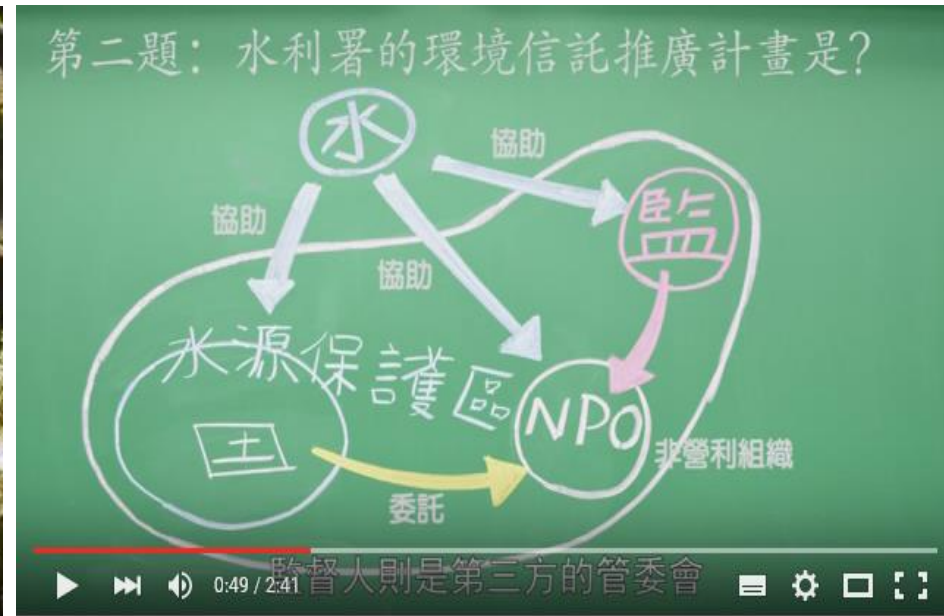 第二題：水利署的環境信託推廣計畫是?
水
協助
監
協助
協助
水源保護區
NPO
土
非營利組織
委託
監督人則是第三方的管委會
0:49 / 2:41